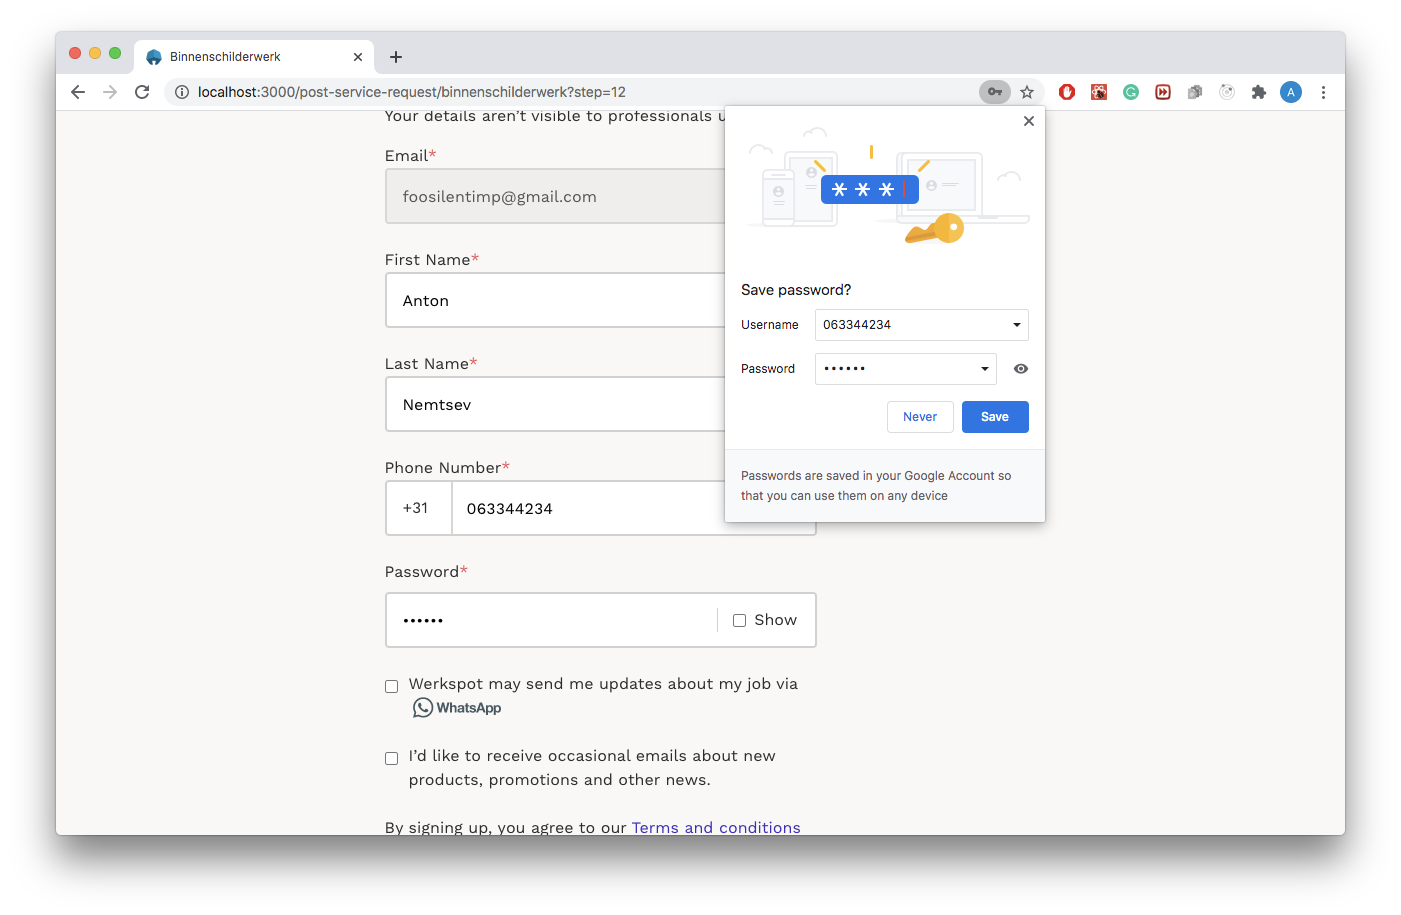 Binnenschilderwerk
localhost:3000/post-service-request/binnenschilderwerk?step=12
A
Your details aren't visible to professionals
Email*
foosilentimp@gmail.com
First Name*
Anton
Last Name*
Nemtsev
Phone Number*
+31
063344234
Password*
••••••
Show
Werkspot may send me updates about my job via
WhatsApp
I'd like to receive occasional emails about new
products, promotions and other news.
By signing up, you agree to our Terms and conditions
***
Save password?
Username
063344234
Password
••••••
Never
Save
Passwords are saved in your Google Account so
that you can use them on any device